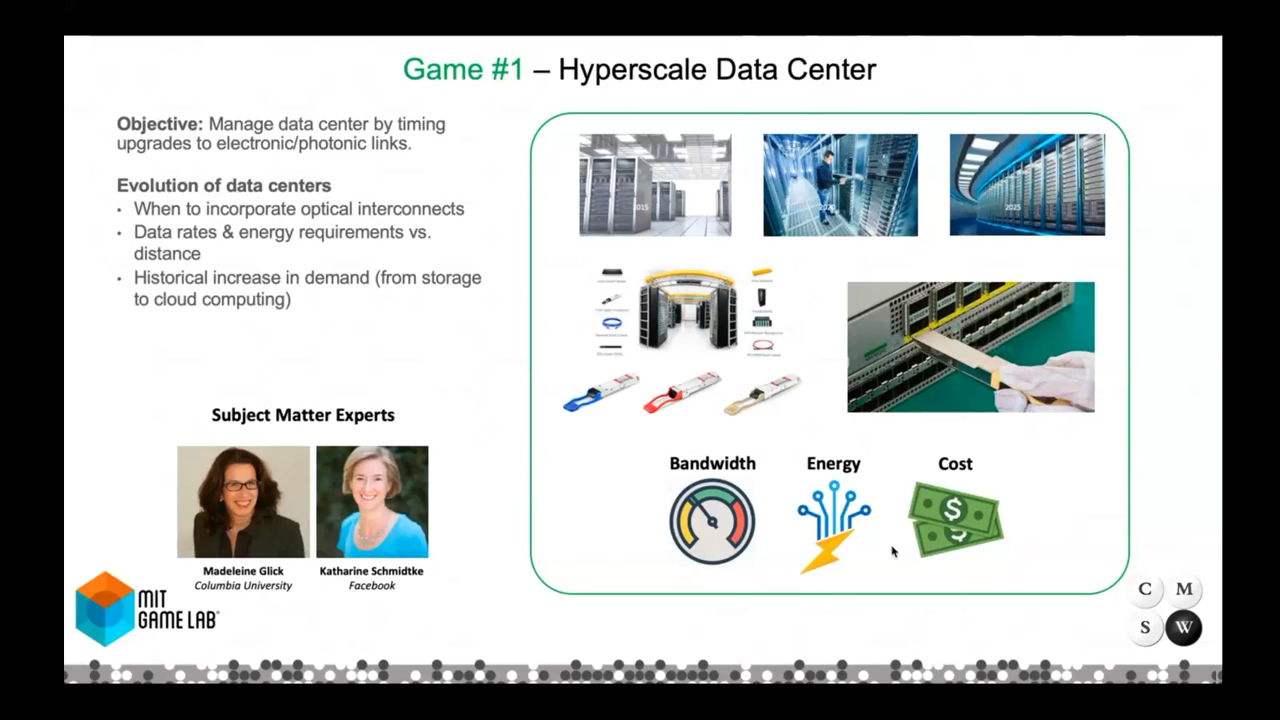 Game #1 – Hyperscale Data Center
Objective: Manage data center by timing
upgrades to electronic/photonic links.
Evolution of data centers
• When to incorporate optical interconnects
• Data rates & energy requirements vs.
distance
• Historical increase in demand (from storage
to cloud computing)
Subject Matter Experts
Madeleine Glick
Columbia University
Katharine Schmidtke
Facebook
2015
2025
Bandwidth
Energy
Cost
MIT
GAME LAB
C M
S W